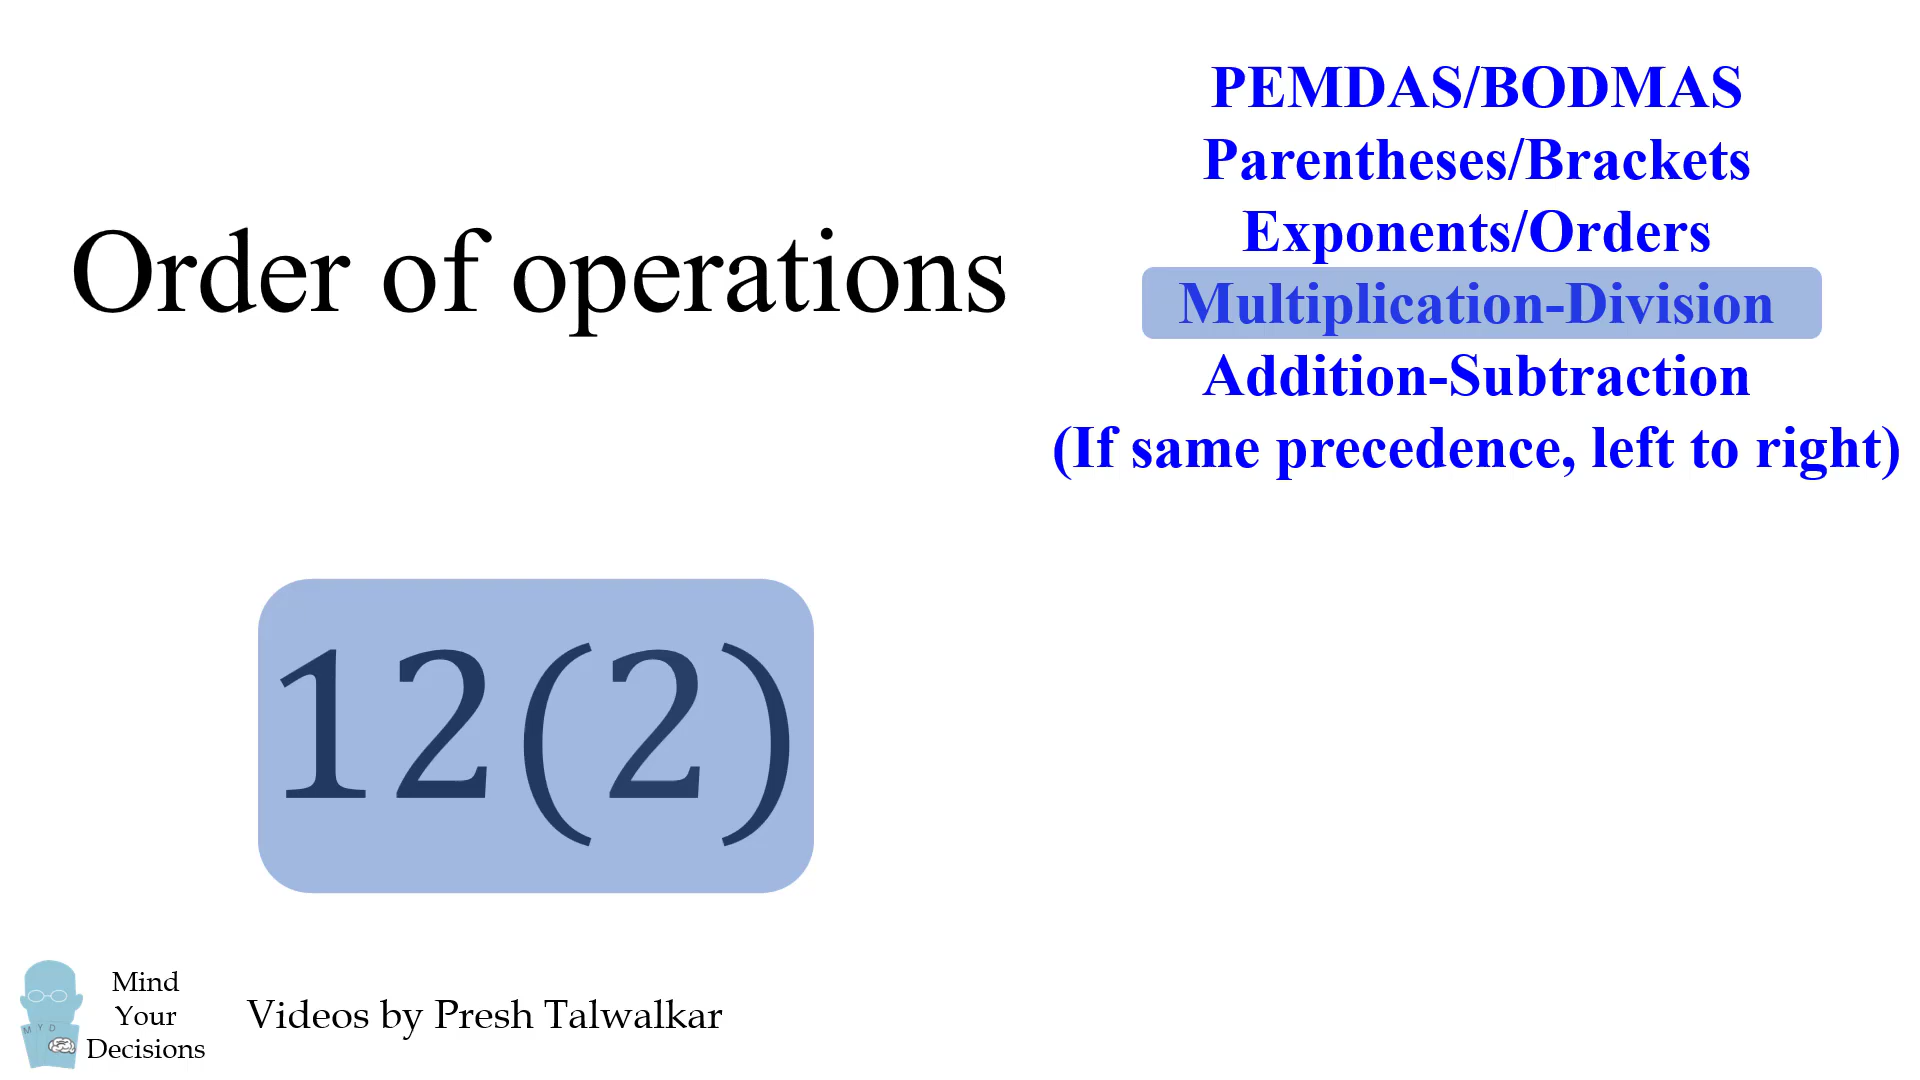 PEMDAS/BODMAS
Parentheses/Brackets
Exponents/Orders
Multiplication-Division
Addition-Subtraction
(If same precedence, left to right)
Order of operations
12(2)
M Y D
Mind
Your
Decisions
Videos by Presh Talwalkar